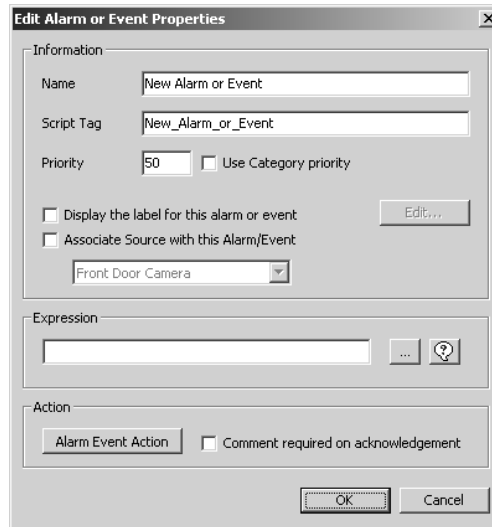 Edit Alarm or Event Properties
Information
Name New Alarm or Event
Script Tag New_Alarm_or_Event
Priority 50 Use Category priority
Display the label for this alarm or event Edit...
Associate Source with this Alarm/Event
Front Door Camera
Expression
... ?
Action
Alarm Event Action Comment required on acknowledgement
OK Cancel